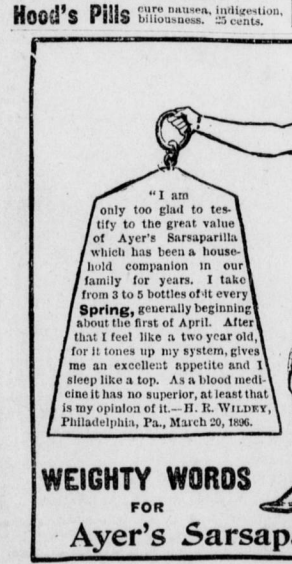 Hood's Pills cure nausea, indigestion,
biliousness. 25 cents.
"I am
only too glad to tes-
tify to the great value
of Ayer's Sarsaparilla
which has been a house-
hold companion in our
family for years. I take
from 3 to 5 bottles of it every
Spring, generally beginning
about the first of April. After
that I feel like a two year old,
for it tones up my system, gives
me an excellent appetite and I
sleep like a top. As a blood medi-
cine it has no superior, at least that
is my opinion of it.—H. R. WILDEY,
Philadelphia, Pa., March 20, 1896.
WEIGHTY WORDS
FOR
Ayer's Sarsap